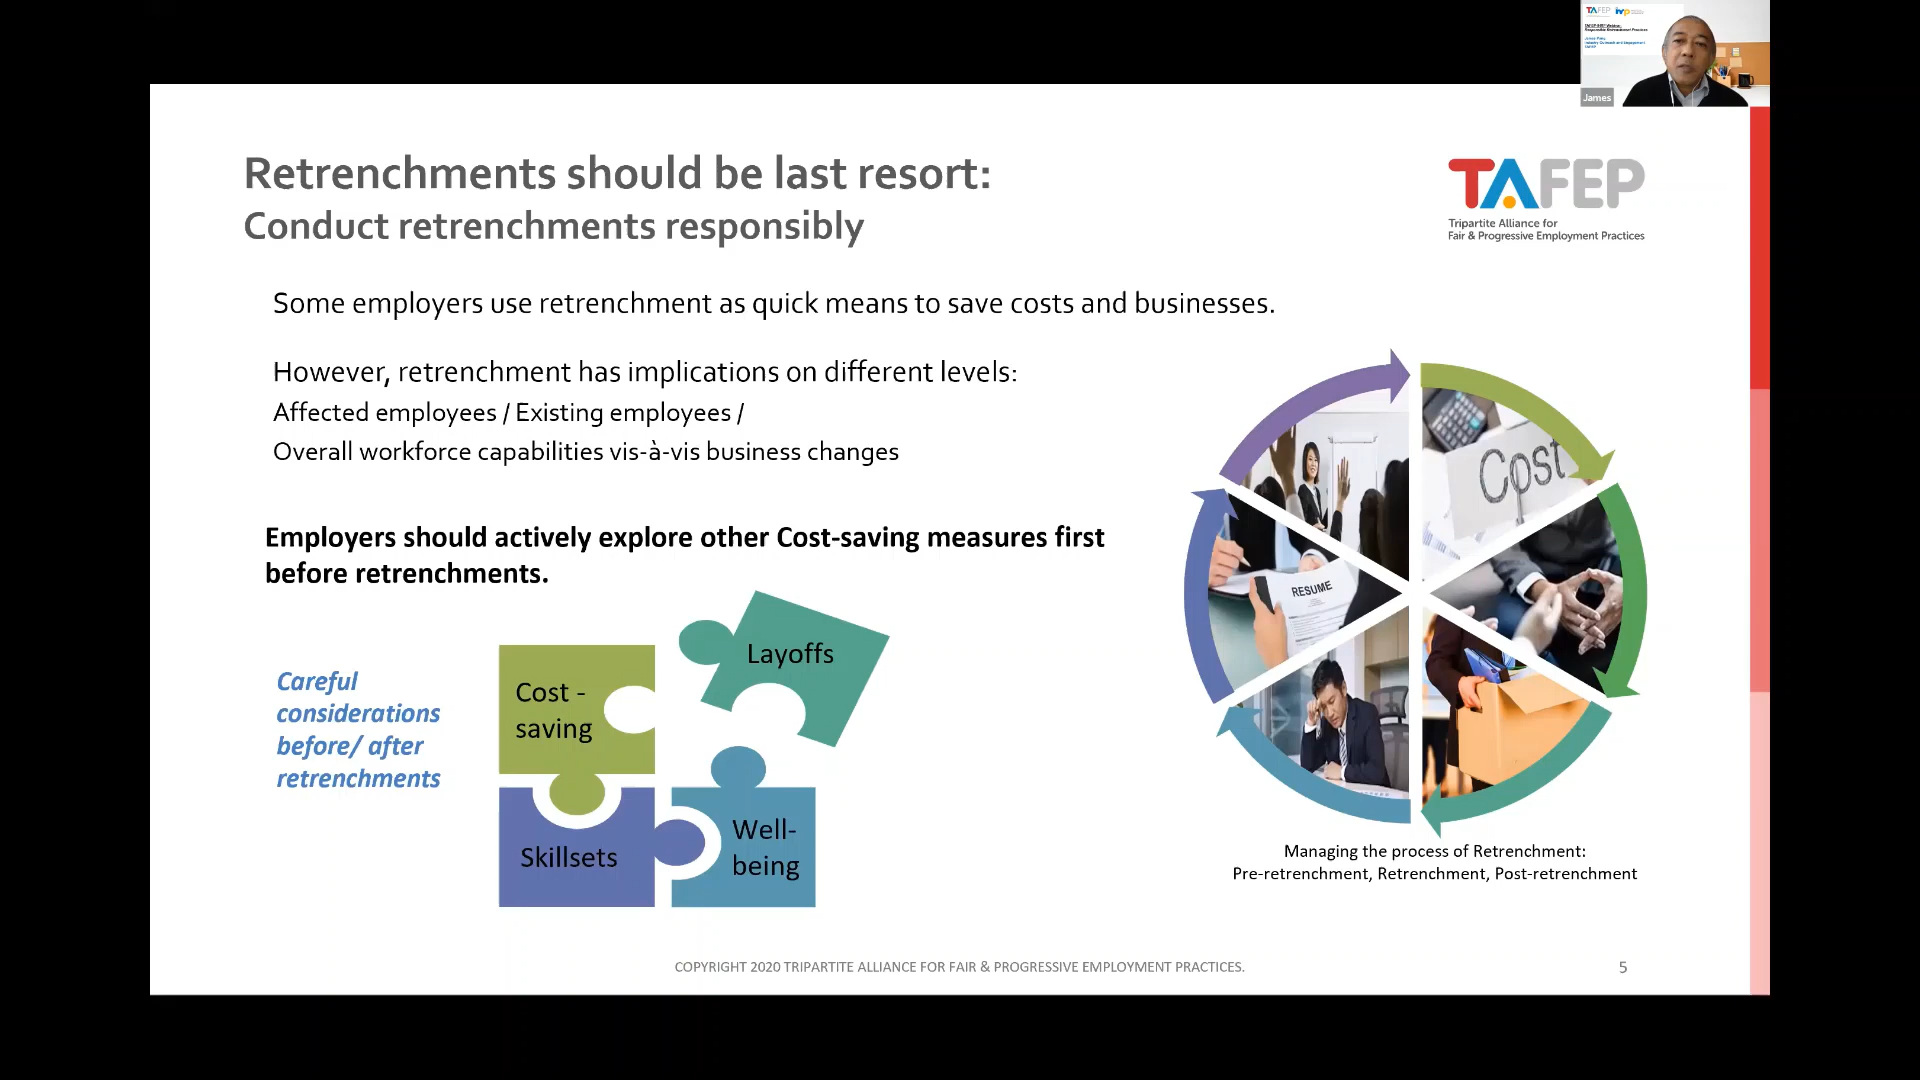 TAFEP
James
Retrenchments should be last resort:
Conduct retrenchments responsibly
TAFEP
Tripartite Alliance for
Fair & Progressive Employment Practices
Some employers use retrenchment as quick means to save costs and businesses.
However, retrenchment has implications on different levels:
Affected employees / Existing employees /
Overall workforce capabilities vis-à-vis business changes
Employers should actively explore other Cost-saving measures first
before retrenchments.
Careful
considerations
before/ after
retrenchments
Cost -
saving
Layoffs
Skillsets
Well-
being
Cost
RESUME
Managing the process of Retrenchment:
Pre-retrenchment, Retrenchment, Post-retrenchment
COPYRIGHT 2020 TRIPARTITE ALLIANCE FOR FAIR & PROGRESSIVE EMPLOYMENT PRACTICES.
5